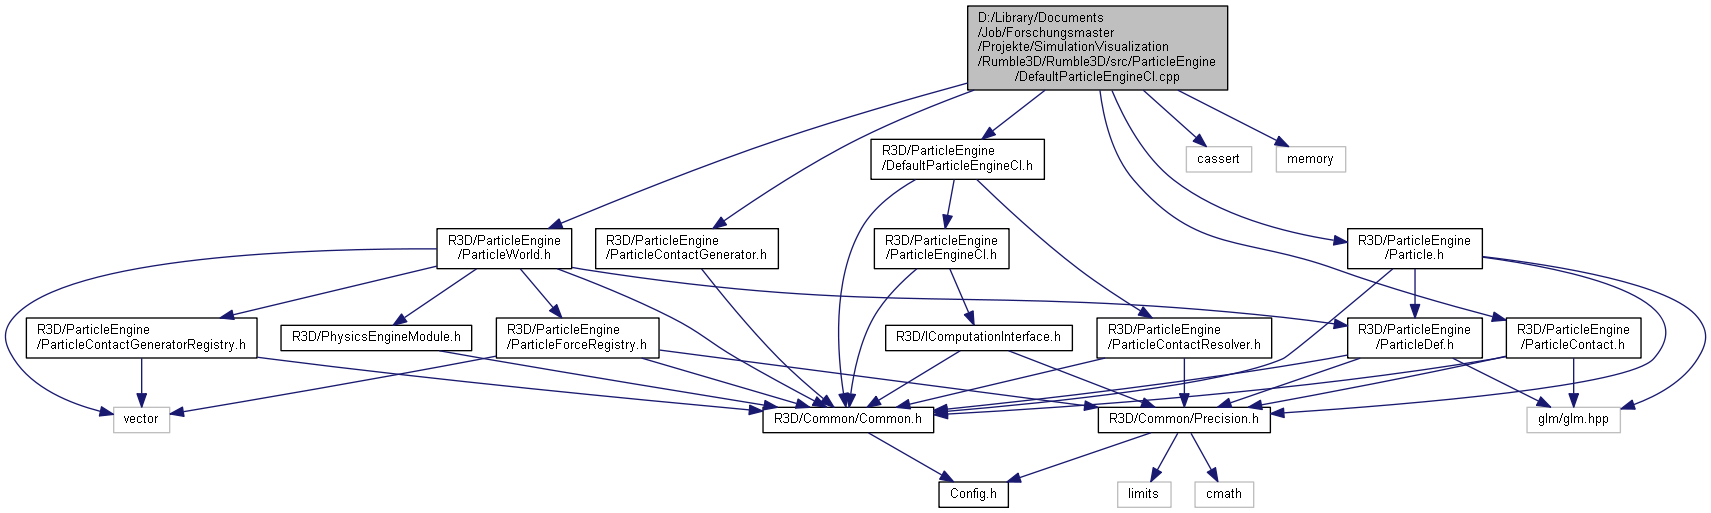 D:/Library/Documents
/Job/Forschungsmaster
/Projekte/SimulationVisualization
/Rumble3D/Rumble3D/src/ParticleEngine
/DefaultParticleEngineCI.cpp
R3D/ParticleEngine
/DefaultParticleEngineCI.h
cassert
memory
R3D/ParticleEngine
/ParticleWorld.h
R3D/ParticleEngine
/ParticleContactGenerator.h
R3D/ParticleEngine
/ParticleEngineCI.h
R3D/ParticleEngine
/Particle.h
R3D/ParticleEngine
/ParticleContactGeneratorRegistry.h
R3D/PhysicsEngineModule.h
R3D/ParticleEngine
/ParticleForceRegistry.h
R3D/IComputationInterface.h
R3D/ParticleEngine
/ParticleContactResolver.h
R3D/ParticleEngine
/ParticleDef.h
R3D/ParticleEngine
/ParticleContact.h
vector
R3D/Common/Common.h
R3D/Common/Precision.h
glm/glm.hpp
Config.h
limits
cmath